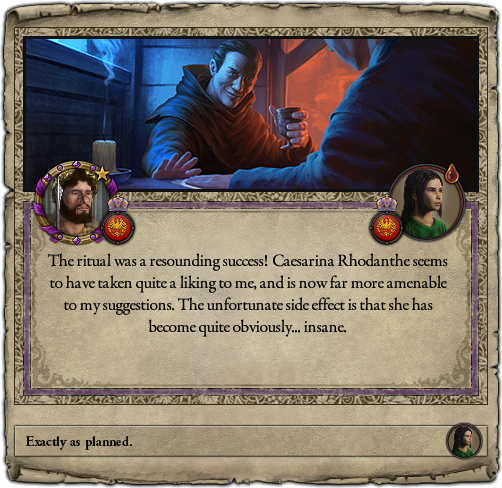 The ritual was a resounding success! Caesarina Rhodanthe seems
to have taken quite a liking to me, and is now far more amenable
to my suggestions. The unfortunate side effect is that she has
become quite obviously... insane.
Exactly as planned.